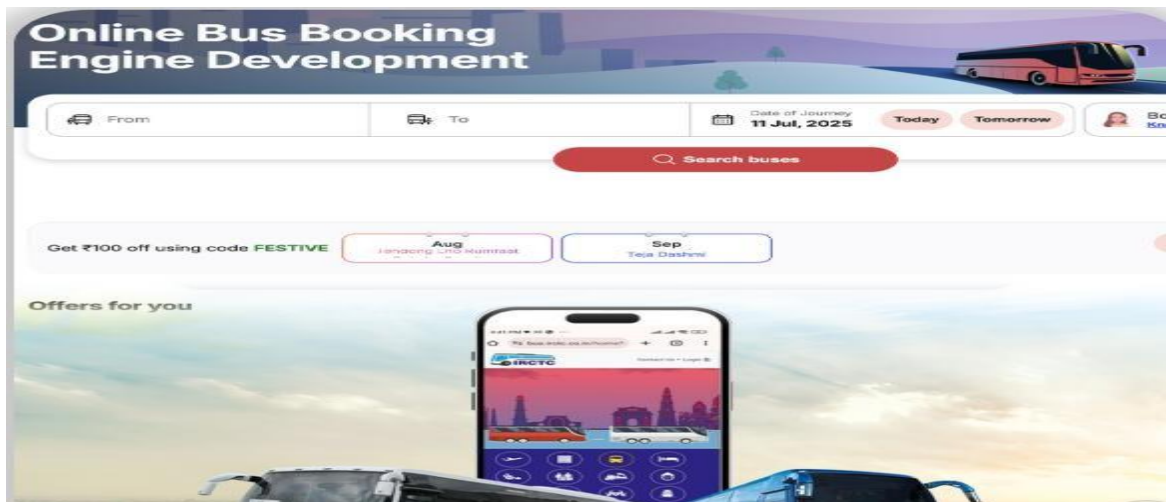 Online Bus Booking
Engine Development
From
To
Date of Journey
11 Jul, 2025
Today
Tomorrow
Bo
Search buses
Get ₹100 off using code FESTIVE
Aug
Sep
Teja Dashmi
Offers for you
IRCTC